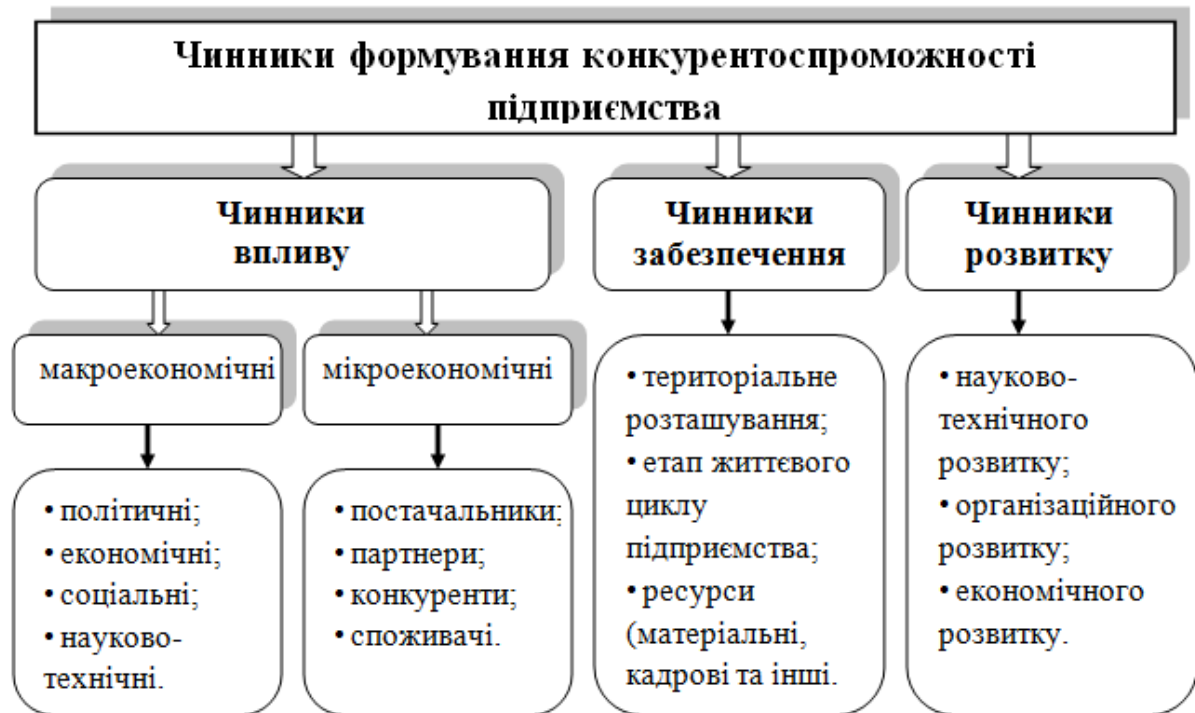 Чинники формування конкурентоспроможності
підприємства
Чинники
впливу
Чинники
забезпечення
Чинники
розвитку
макроекономічні
мікроекономічні
• політичні;
• економічні;
• соціальні;
• науково-
технічні.
• постачальники;
• партнери;
• конкуренти;
• споживачі.
• територіальне
розташування;
• етап життєвого
циклу
підприємства;
• ресурси
(матеріальні,
кадрові та інші.
• науково-
технічного
розвитку;
• організаційного
розвитку;
• економічного
розвитку.